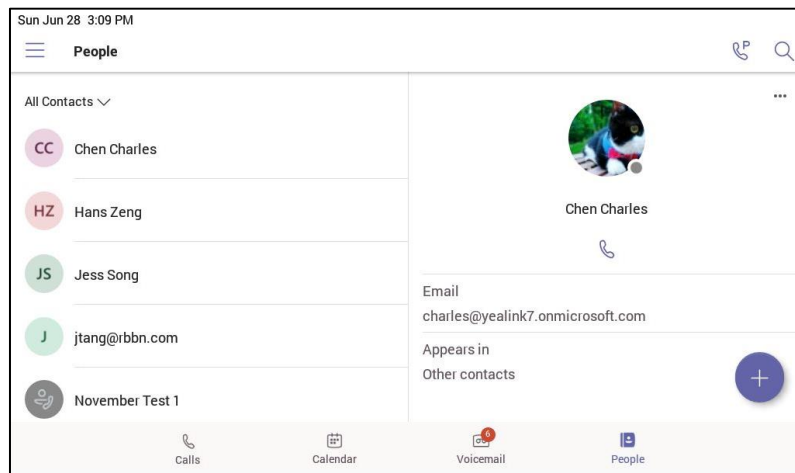 Sun Jun 28 3:09 PM
People
P
All Contacts
CC
Chen Charles
HZ
Hans Zeng
JS
Jess Song
J
jtang@rbbn.com
November Test 1
Chen Charles
Email
charles@yealink7.onmicrosoft.com
Appears in
Other contacts
Calls
Calendar
6
Voicemail
People